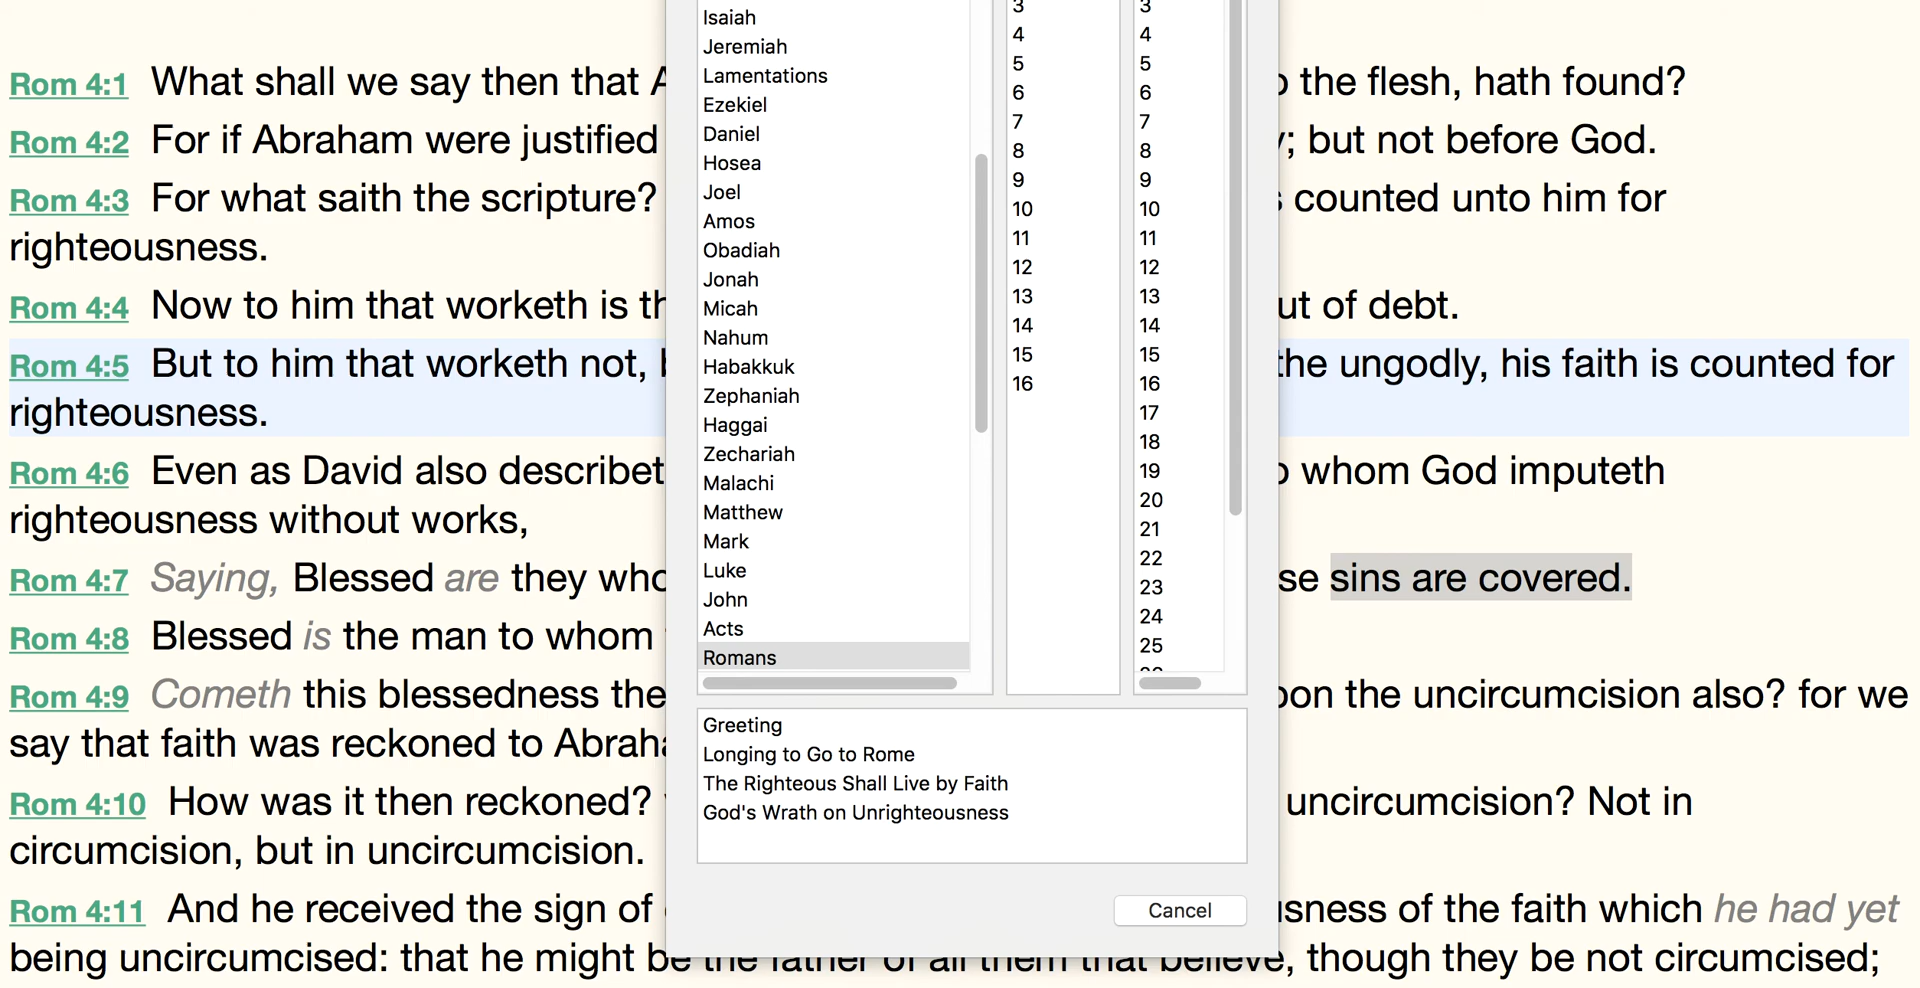 Rom 4:1 What shall we say then that the flesh, hath found?
Rom 4:2 For if Abraham were justified ; but not before God.
Rom 4:3 For what saith the scripture? counted unto him for
righteousness.
Rom 4:4 Now to him that worketh is of debt.
Rom 4:5 But to him that worketh not, the ungodly, his faith is counted for
righteousness.
Rom 4:6 Even as David also whom God imputeth
righteousness without works,
Rom 4:7 Saying, Blessed are they sins are covered.
Rom 4:8 Blessed is the man to whom
Rom 4:9 Cometh this blessedness the uncircumcision also? for we
say that faith was reckoned to
Rom 4:10 How was it then reckoned? uncircumcision? Not in
circumcision, but in uncircumcision.
Rom 4:11 And he received the sign of of the faith which he had yet
being uncircumcised: that he might be the father of all them that believe, though they be not circumcised;
Isaiah
Jeremiah
Lamentations
Ezekiel
Daniel
Hosea
Joel
Amos
Obadiah
Jonah
Micah
Nahum
Habakkuk
Zephaniah
Haggai
Zechariah
Malachi
Matthew
Mark
Luke
John
Acts
Romans
3
4
5
6
7
8
9
10
11
12
13
14
15
16
3
4
5
6
7
8
9
10
11
12
13
14
15
16
17
18
19
20
21
22
23
24
25
Greeting
Longing to Go to Rome
The Righteous Shall Live by Faith
God's Wrath on Unrighteousness
Cancel